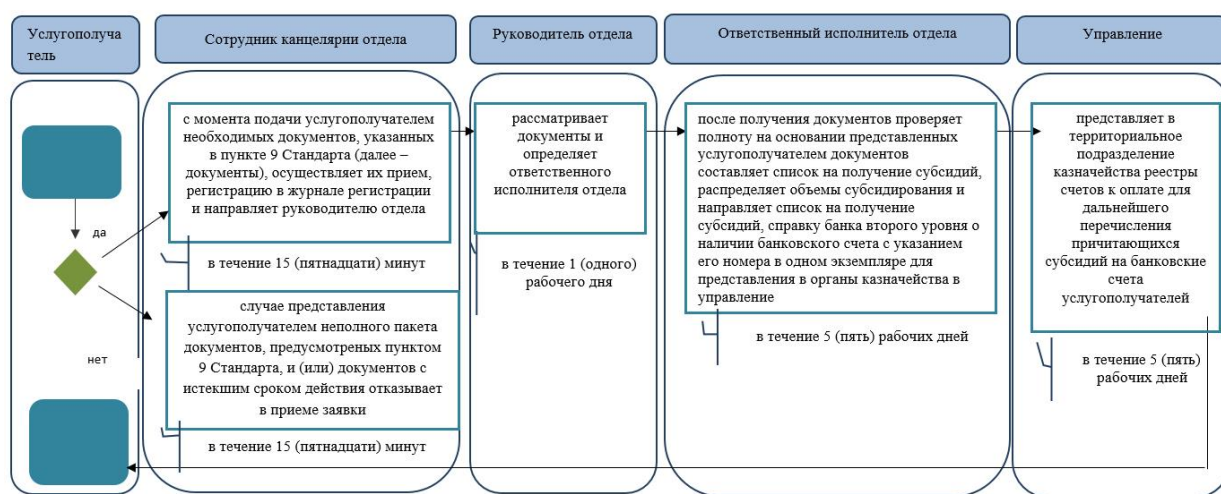 Услугополуча
тель
Сотрудник канцелярии отдела
Руководитель отдела
Ответственный исполнитель отдела
Управление
да
нет
с момента подачи услугополучателем
необходимых документов, указанных
в пункте 9 Стандарта (далее –
документы), осуществляет их прием,
регистрацию в журнале регистрации
и направляет руководителю отдела
в течение 15 (пятнадцати) минут
случае представления
услугополучателем неполного пакета
документов, предусмотреных пунктом
9 Стандарта, и (или) документов с
истекшим сроком действия отказывает
в приеме заявки
в течение 15 (пятнадцати) минут
рассматривает
документы и
определяет
ответственного
исполнителя отдела
в течение 1 (одного)
рабочего дня
после получения документов проверяет
полноту на основании представленных
услугополучателем документов
составляет список на получение субсидий,
распределяет объемы субсидирования и
направляет список на получение
субсидий, справку банка второго уровня о
наличии банковского счета с указанием
его номера в одном экземпляре для
представления в органы казначейства в
управление
в течение 5 (пять) рабочих дней
представляет в
территориальное
подразделение
казначейства реестры
счетов к оплате для
дальнейшего
перечисления
причитающихся
субсидий на банковские
счета
услугополучателей
в течение 5 (пять)
рабочих дней